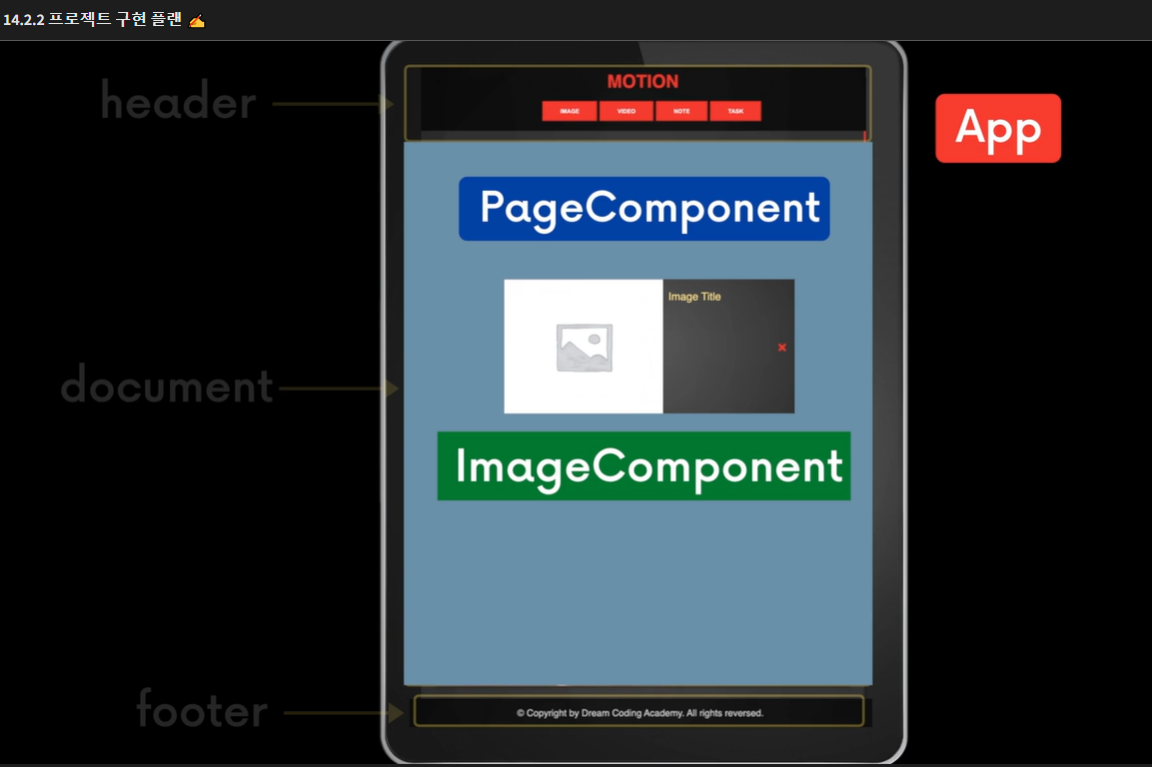 14.2.2 프로젝트 구현 플랜 ✍
header
MOTION
IMAGE VIDEO NOTE TASK
App
PageComponent
Image Title
document
ImageComponent
footer
© Copyright by Dream Coding Academy. All rights reversed.